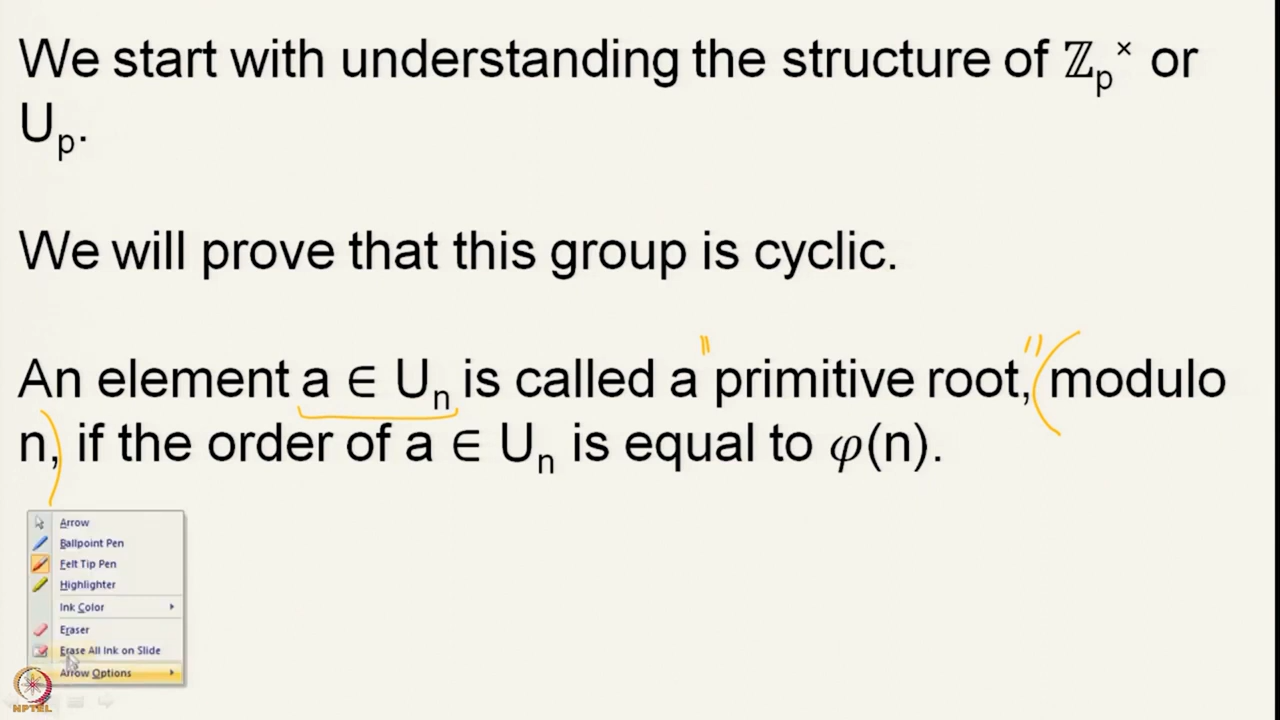 We start with understanding the structure of ℤₚˣ or
Uₚ.
We will prove that this group is cyclic.
An element a ∈ Uₙ is called a "primitive root," (modulo
n,) if the order of a ∈ Uₙ is equal to φ(n).
Arrow
Ballpoint Pen
Felt Tip Pen
Highlighter
Ink Color
Eraser
Erase All Ink on Slide
Arrow Options
NPTEL